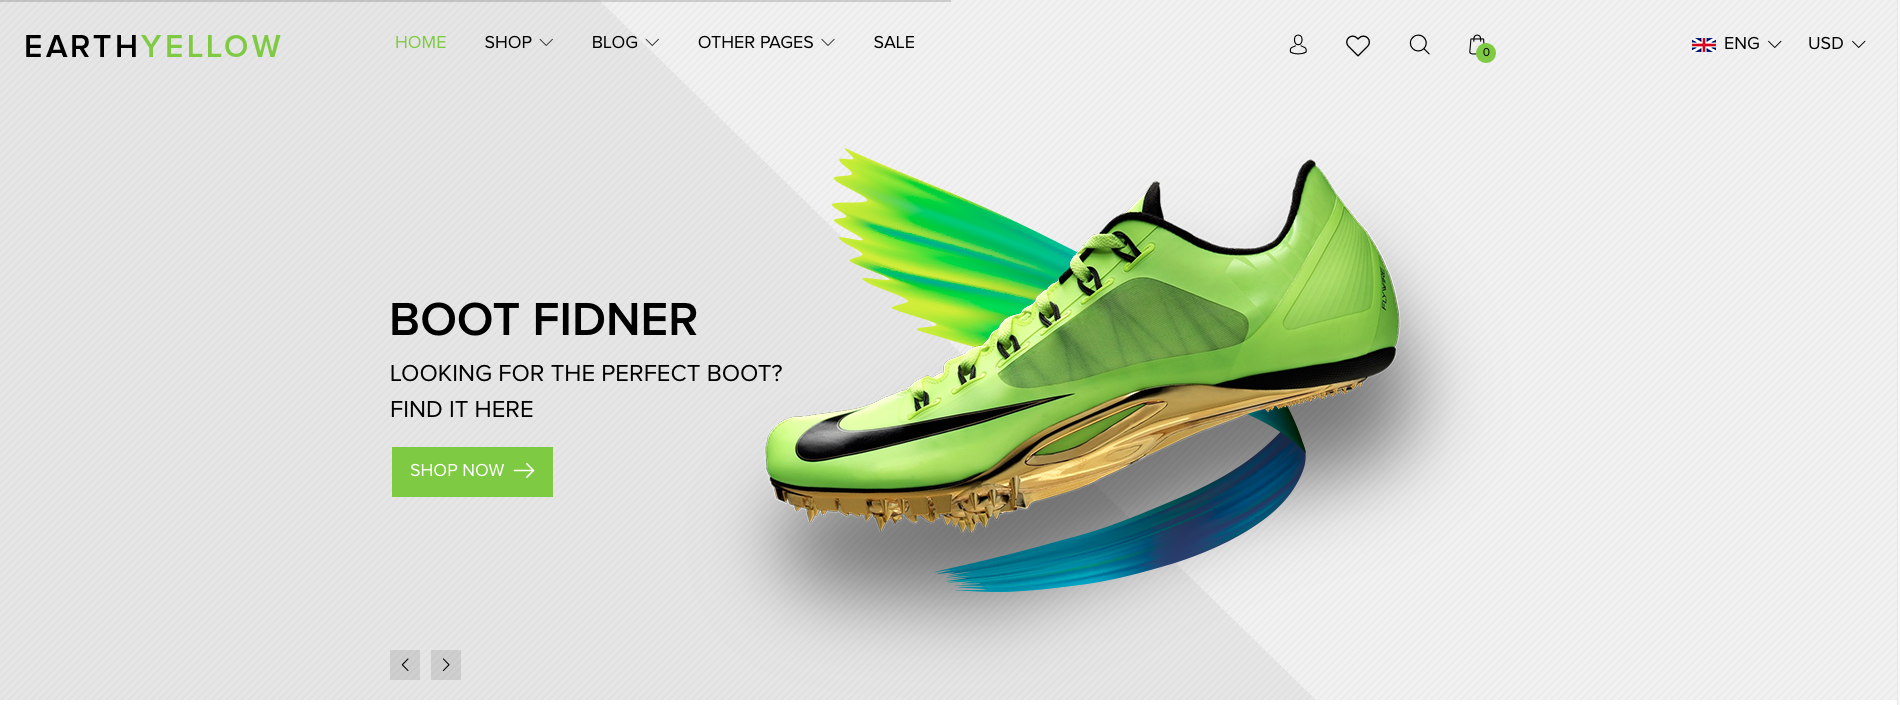 EARTHYELLOW
HOME SHOP BLOG OTHER PAGES SALE
0
ENG USD
BOOT FIDNER
LOOKING FOR THE PERFECT BOOT?
FIND IT HERE
SHOP NOW
FLYWIRE